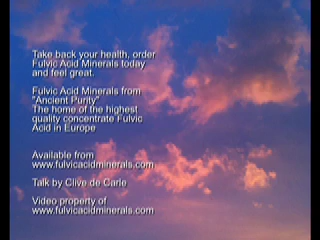 Take back your health, order
Fulvic Acid Minerals today
and feel great.
Fulvic Acid Minerals from
"Ancient Purity"
The home of the highest
quality concentrate Fulvic
Acid in Europe
Available from
www.fulvicacidminerals.com
Talk by Clive de Carle
Video property of
www.fulvicacidminerals.com